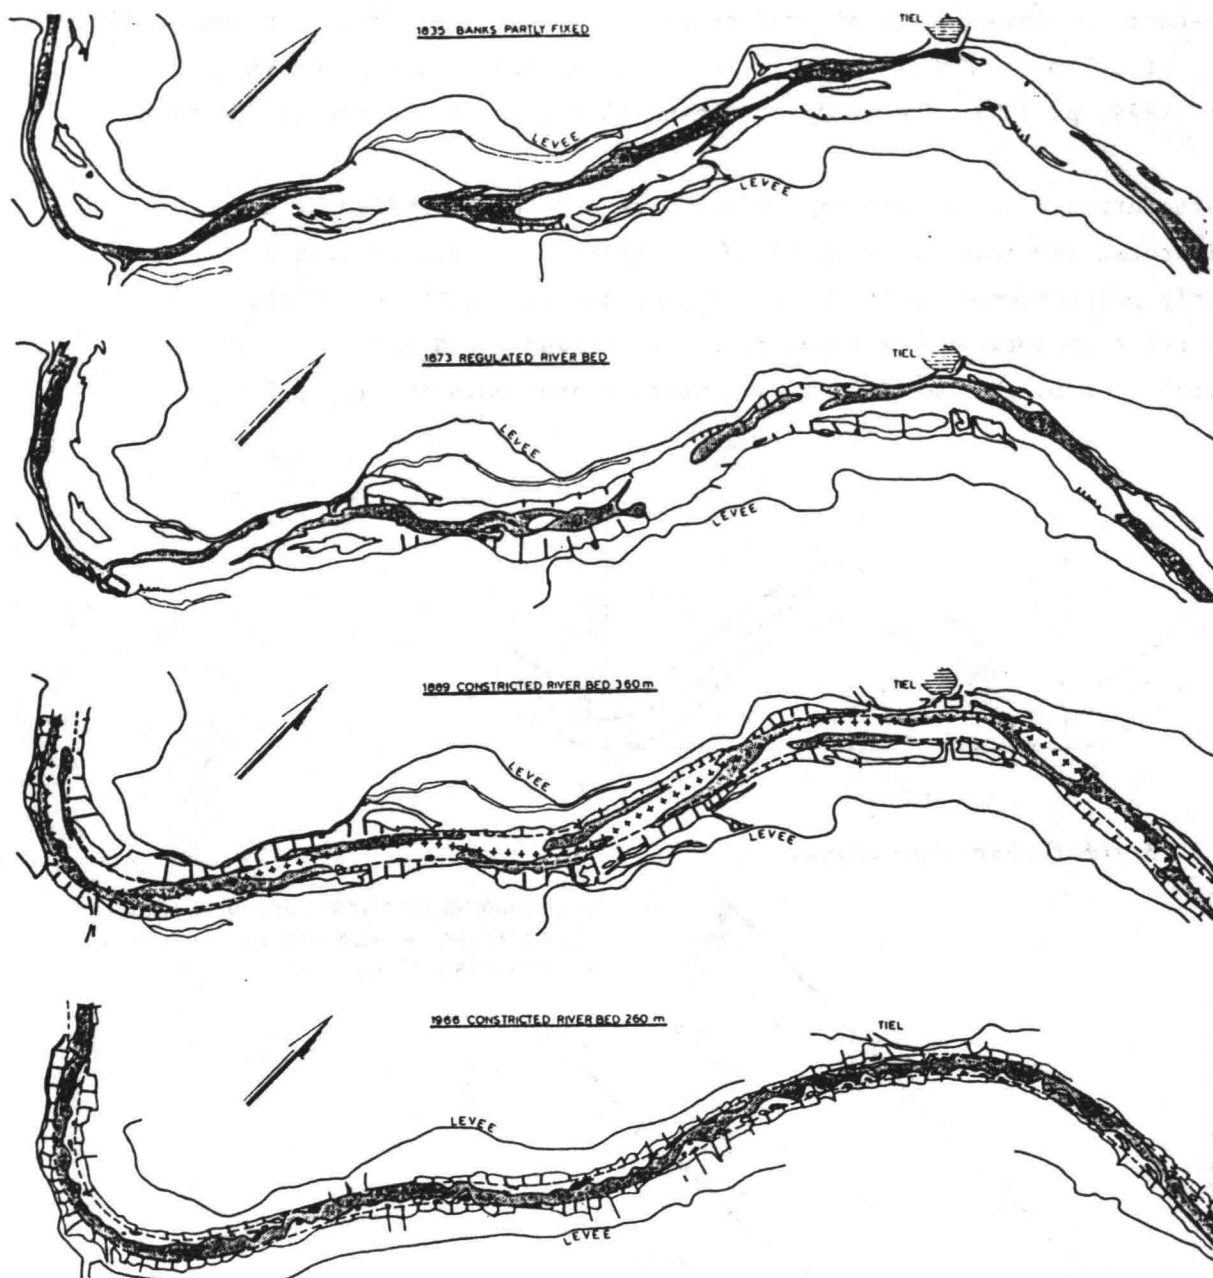 1835 BANKS PARTLY FIXED
TIEL
LEVEE
LEVEE
1873 REGULATED RIVER BED
TIEL
LEVEE
LEVEE
1889 CONSTRICTED RIVER BED 360 m
TIEL
LEVEE
LEVEE
1966 CONSTRICTED RIVER BED 260 m
TIEL
LEVEE
LEVEE